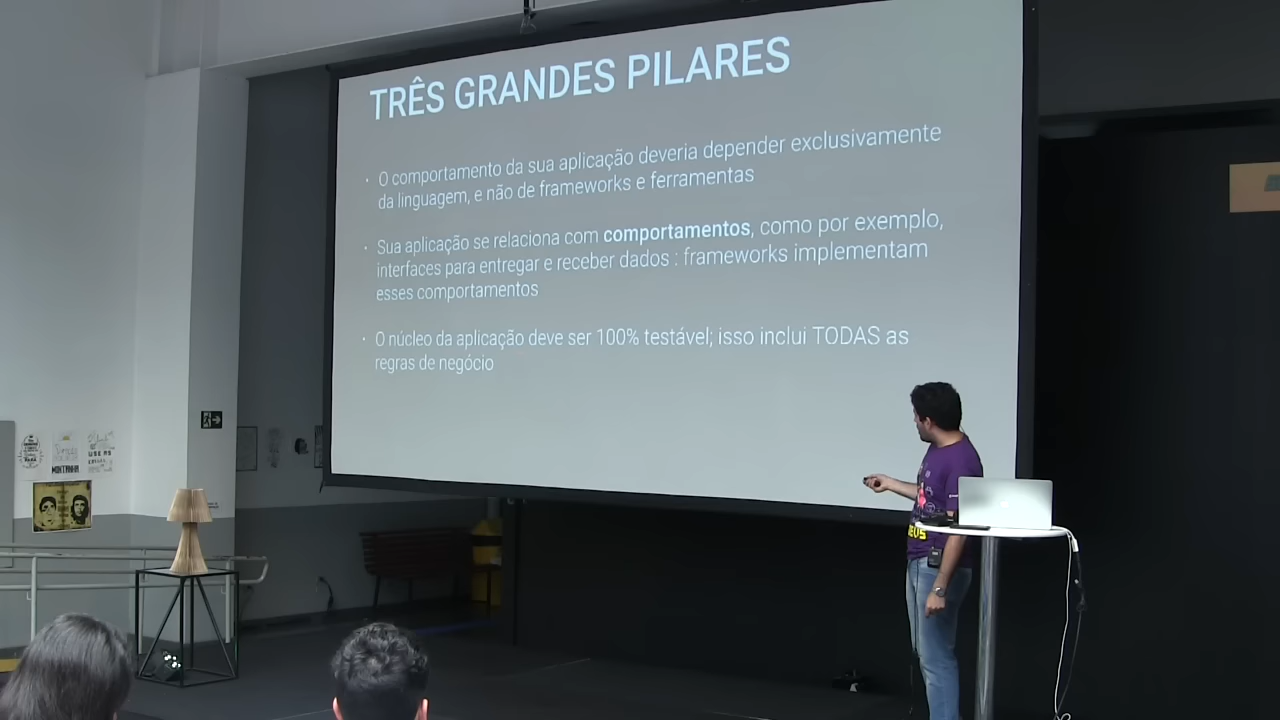 TRÊS GRANDES PILARES
• O comportamento da sua aplicação deveria depender exclusivamente
da linguagem, e não de frameworks e ferramentas
• Sua aplicação se relaciona com comportamentos, como por exemplo,
interfaces para entregar e receber dados : frameworks implementam
esses comportamentos
• O núcleo da aplicação deve ser 100% testável; isso inclui TODAS as
regras de negócio
MONTANHA